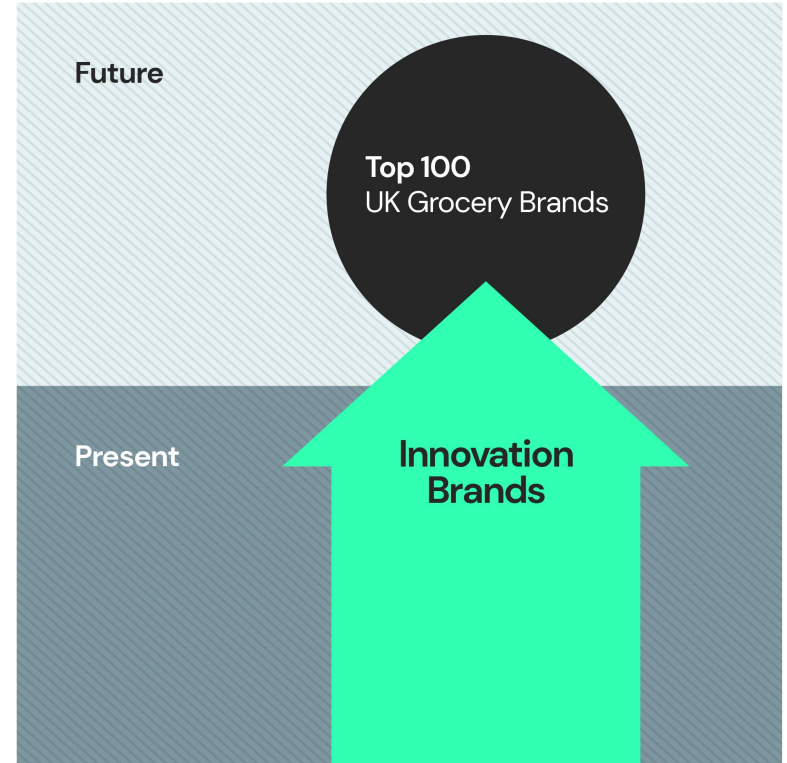 Future
Top 100
UK Grocery Brands
Present
Innovation
Brands